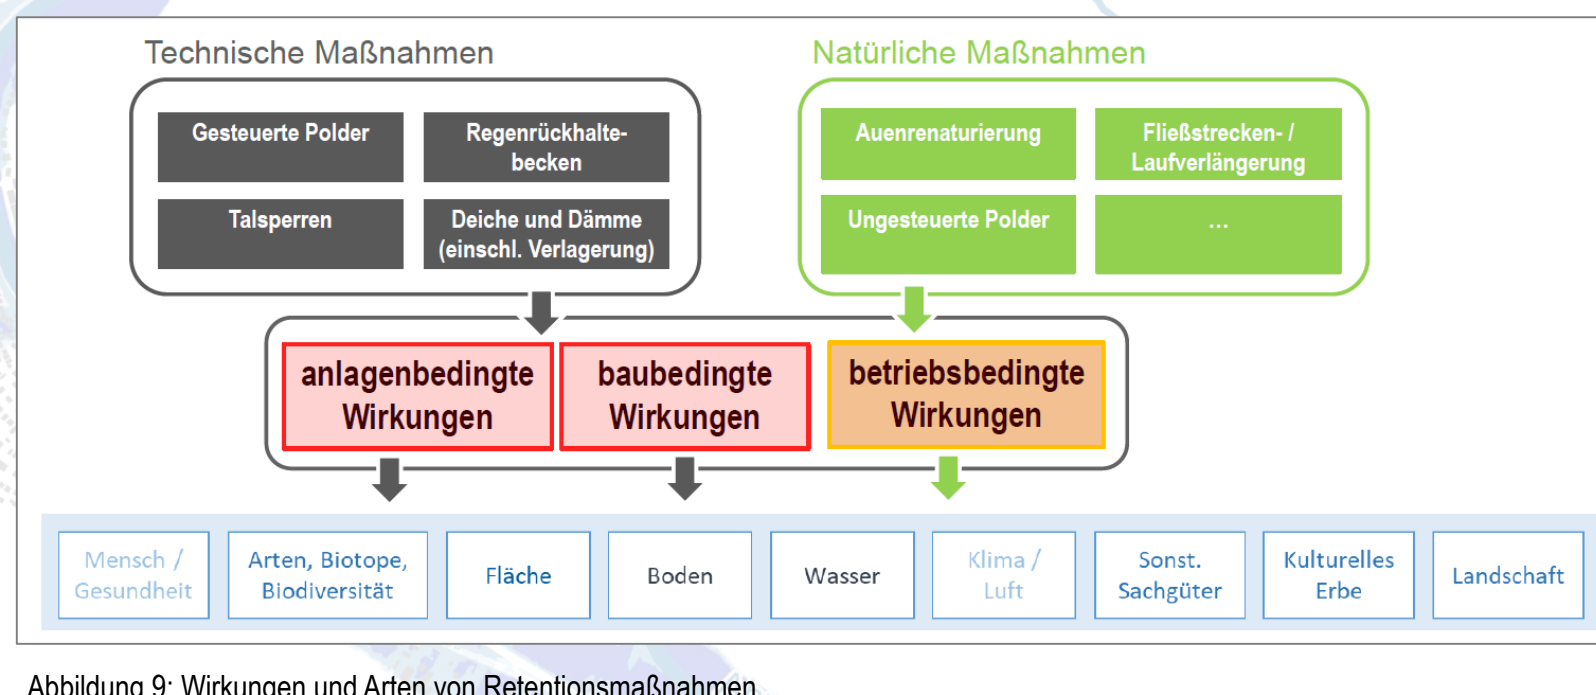 Technische Maßnahmen
Natürliche Maßnahmen
Gesteuerte Polder
Regenrückhalte-
becken
Talsperren
Deiche und Dämme
(einschl. Verlagerung)
Auenrenaturierung
Fließstrecken- /
Laufverlängerung
Ungesteuerte Polder
...
anlagenbedingte
Wirkungen
baubedingte
Wirkungen
betriebsbedingte
Wirkungen
Mensch /
Gesundheit
Arten, Biotope,
Biodiversität
Fläche
Boden
Wasser
Klima /
Luft
Sonst.
Sachgüter
Kulturelles
Erbe
Landschaft
Abbildung 9: Wirkungen und Arten von Retentionsmaßnahmen